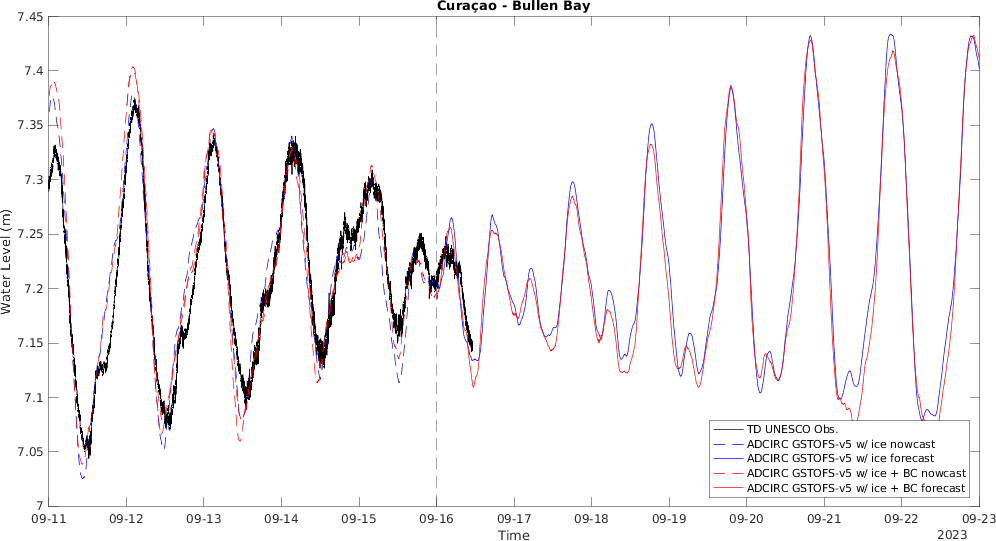 Curaçao - Bullen Bay
7.45
7.4
7.35
7.3
7.25
7.2
7.15
7.1
7.05
7
Water Level (m)
TD UNESCO Obs.
ADCIRC GSTOFS-v5 w/ ice nowcast
ADCIRC GSTOFS-v5 w/ ice forecast
ADCIRC GSTOFS-v5 w/ ice + BC nowcast
ADCIRC GSTOFS-v5 w/ ice + BC forecast
09-11 09-12 09-13 09-14 09-15 09-16 09-17 09-18 09-19 09-20 09-21 09-22 09-23
Time
2023